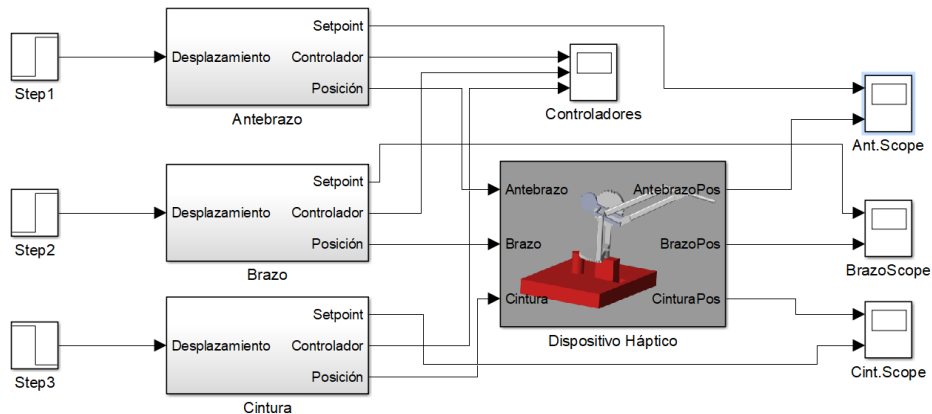 Step1
Desplazamiento
Setpoint
Controlador
Posición
Antebrazo
Controladores
Ant.Scope
Step2
Desplazamiento
Setpoint
Controlador
Posición
Brazo
Antebrazo
Brazo
Cintura
AntebrazoPos
BrazoPos
CinturaPos
Dispositivo Háptico
BrazoScope
Step3
Desplazamiento
Setpoint
Controlador
Posición
Cintura
Cint.Scope